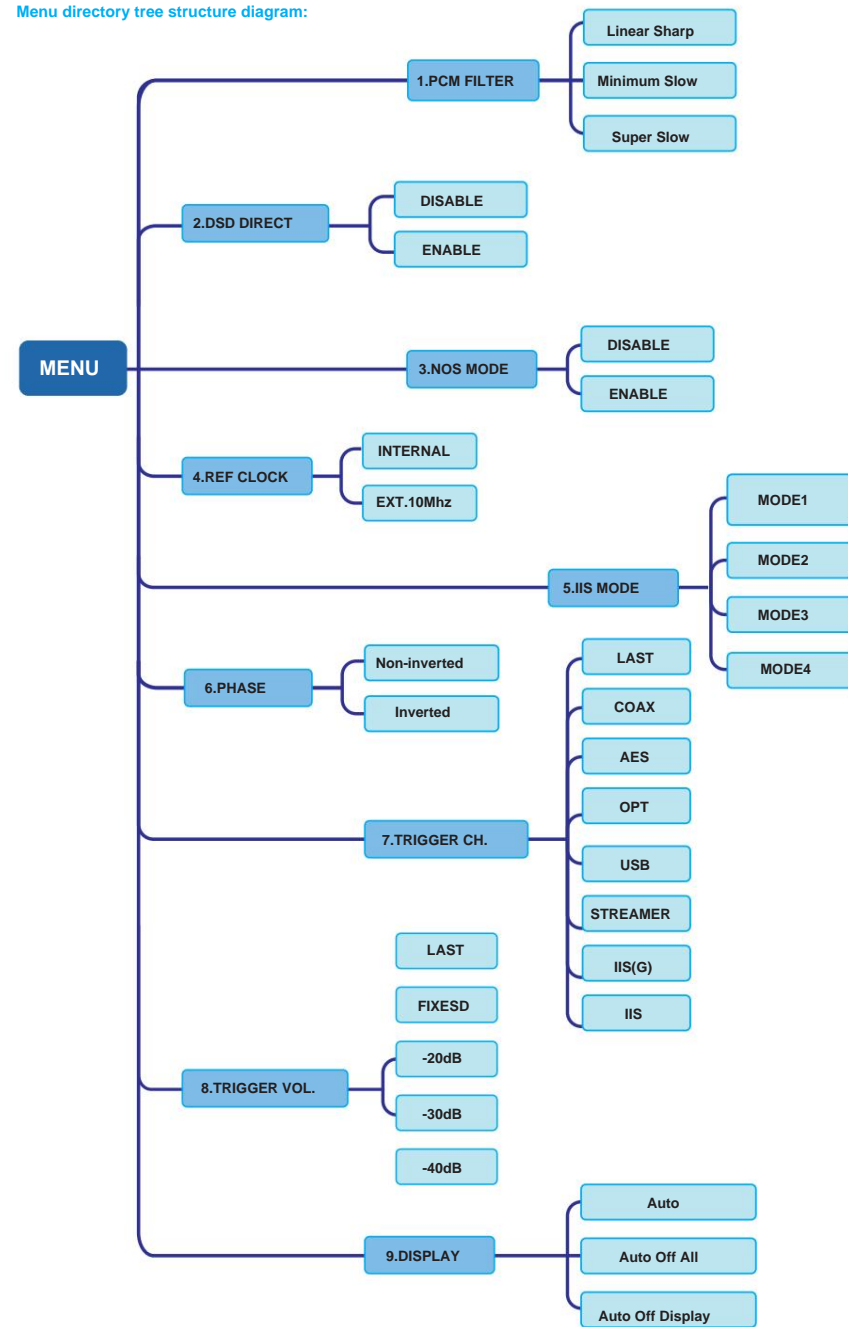 Menu directory tree structure diagram:
MENU
1.PCM FILTER
Linear Sharp
Minimum Slow
Super Slow
2.DSD DIRECT
DISABLE
ENABLE
3.NOS MODE
DISABLE
ENABLE
4.REF CLOCK
INTERNAL
EXT.10Mhz
5.IIS MODE
MODE1
MODE2
MODE3
MODE4
6.PHASE
Non-inverted
Inverted
7.TRIGGER CH.
LAST
COAX
AES
OPT
USB
STREAMER
IIS(G)
IIS
8.TRIGGER VOL.
LAST
FIXESD
-20dB
-30dB
-40dB
9.DISPLAY
Auto
Auto Off All
Auto Off Display